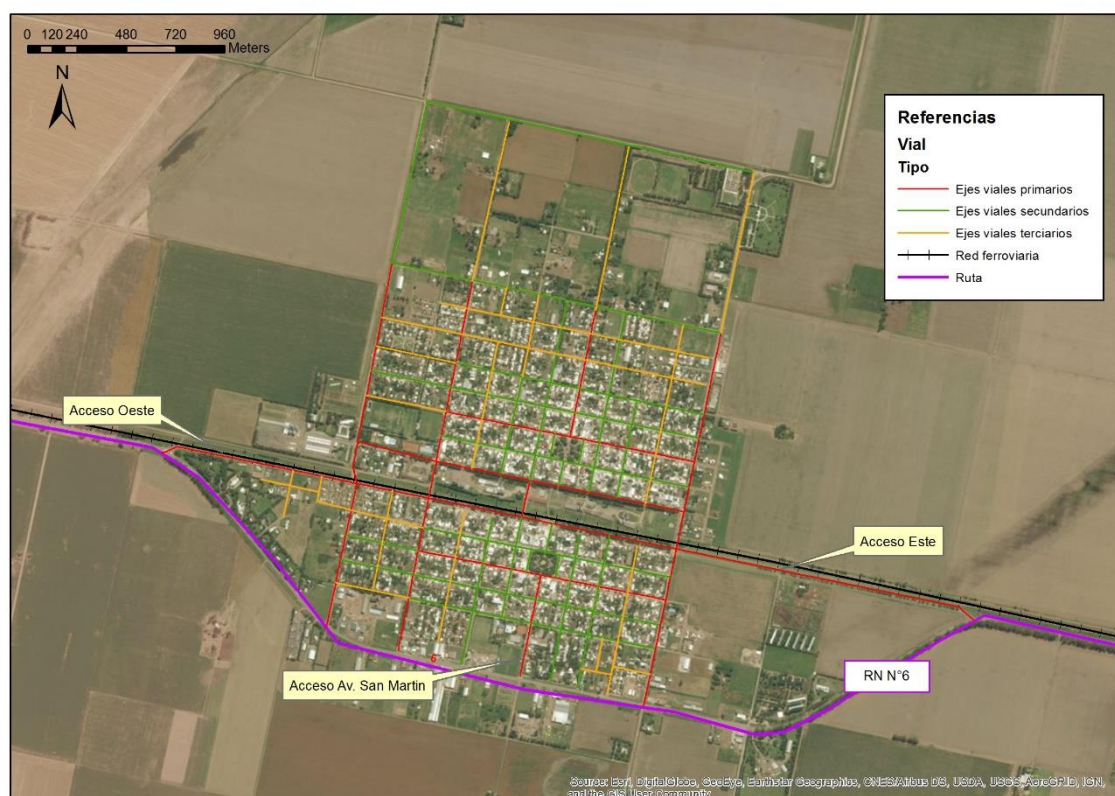 0 120 240 480 720 960
Meters
N
Referencias
Vial
Tipo
Ejes viales primarios
Ejes viales secundarios
Ejes viales terciarios
Red ferroviaria
Ruta
Acceso Oeste
Acceso Este
Acceso Av. San Martin
RN N°6
6
Source: Esri, DigitalGlobe, GeoEye, Earthstar Geographics, CNES/Airbus DS, USDA, USGS, AeroGRID, IGN,
and the GIS User Community